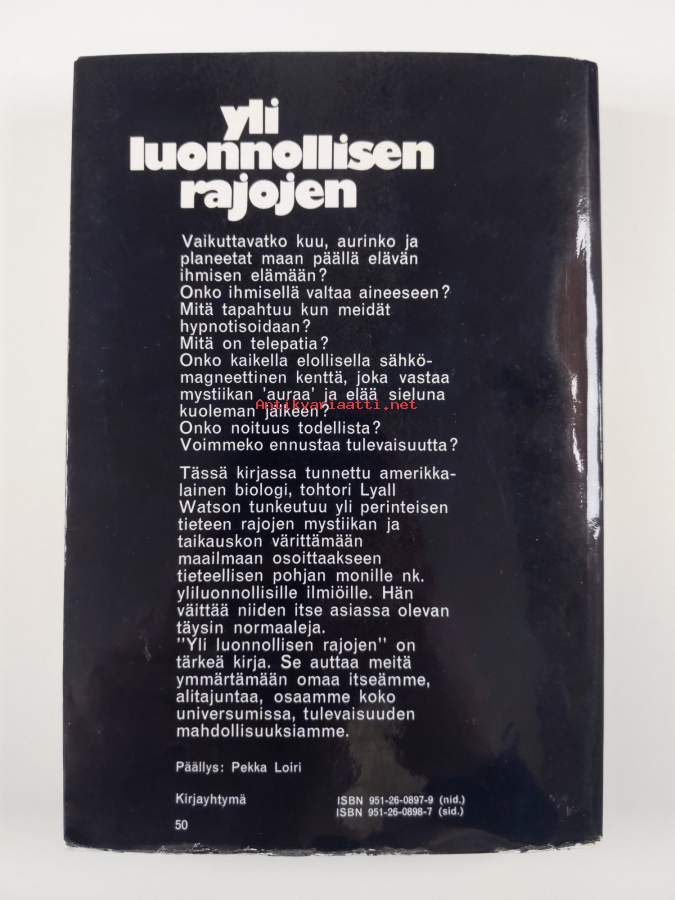 yli
luonnollisen
rajojen
Vaikuttavatko kuu, aurinko ja
planeetat maan päällä elävän
ihmisen elämään?
Onko ihmisellä valtaa aineeseen?
Mitä tapahtuu kun meidät
hypnotisoidaan?
Mitä on telepatia?
Onko kaikella elollisella sähkö-
magneettinen kenttä, joka vastaa
mystiikan 'auraa' ja elää sieluna
Antikvariaatti.net
kuoleman jälkeen?
Onko noituus todellista?
Voimmeko ennustaa tulevaisuutta?
Tässä kirjassa tunnettu amerikka-
lainen biologi, tohtori Lyall
Watson tunkeutuu yli perinteisen
tieteen rajojen mystiikan ja
taikauskon värittämään
maailmaan osoittaakseen
tieteellisen pohjan monille nk.
yliluonnollisille ilmiöille. Hän
väittää niiden itse asiassa olevan
täysin normaaleja.
"Yli luonnollisen rajojen" on
tärkeä kirja. Se auttaa meitä
ymmärtämään omaa itseämme,
alitajuntaa, osaamme koko
universumissa, tulevaisuuden
mahdollisuuksiamme.
Päällys: Pekka Loiri
Kirjayhtymä ISBN 951-26-0897-9 (nid.)
ISBN 951-26-0898-7 (sid.)
50